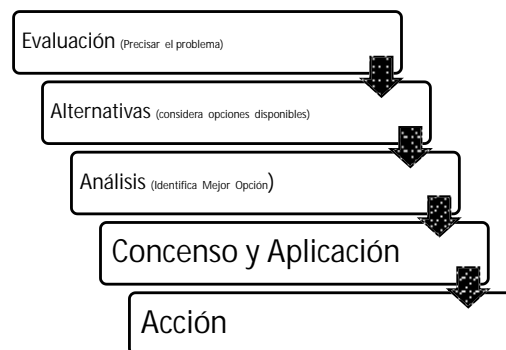 Evaluación (Precisar el problema)
Alternativas (considera opciones disponibles)
Análisis (Identifica Mejor Opción)
Concenso y Aplicación
Acción